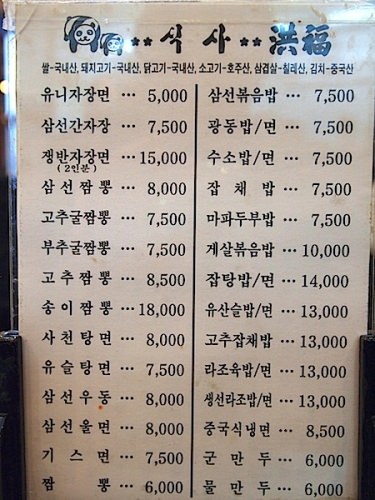 ** 식 사 ** 洪福
쌀-국내산, 돼지고기-국내산, 닭고기-국내산, 소고기-호주산, 삼겹살-칠레산, 김치-중국산
유니자장면 ··· 5,000
삼선간자장 ··· 7,500
쟁반자장면 ··· 15,000
(2인분)
삼선짬뽕 ··· 8,000
고추굴짬뽕 ··· 7,500
부추굴짬뽕 ··· 7,500
고추짬뽕 ··· 8,500
송이짬뽕 ··· 18,000
사천탕면 ··· 8,000
유슬탕면 ··· 7,500
삼선우동 ··· 8,000
삼선울면 ··· 8,000
기스면 ··· 7,500
짬뽕 ··· 6,000
삼선볶음밥 ··· 7,500
광동밥/면 ··· 7,500
수소밥/면 ··· 7,500
잡채밥 ··· 7,500
마파두부밥 ··· 7,500
게살볶음밥 ··· 10,000
잡탕밥/면 ··· 14,000
유산슬밥/면 ··· 13,000
고추잡채밥 ··· 13,000
라조육밥/면 ··· 13,000
생선라조밥/면 ··· 13,000
중국식냉면 ··· 8,500
군만두 ··· 6,000
물만두 ··· 6,000